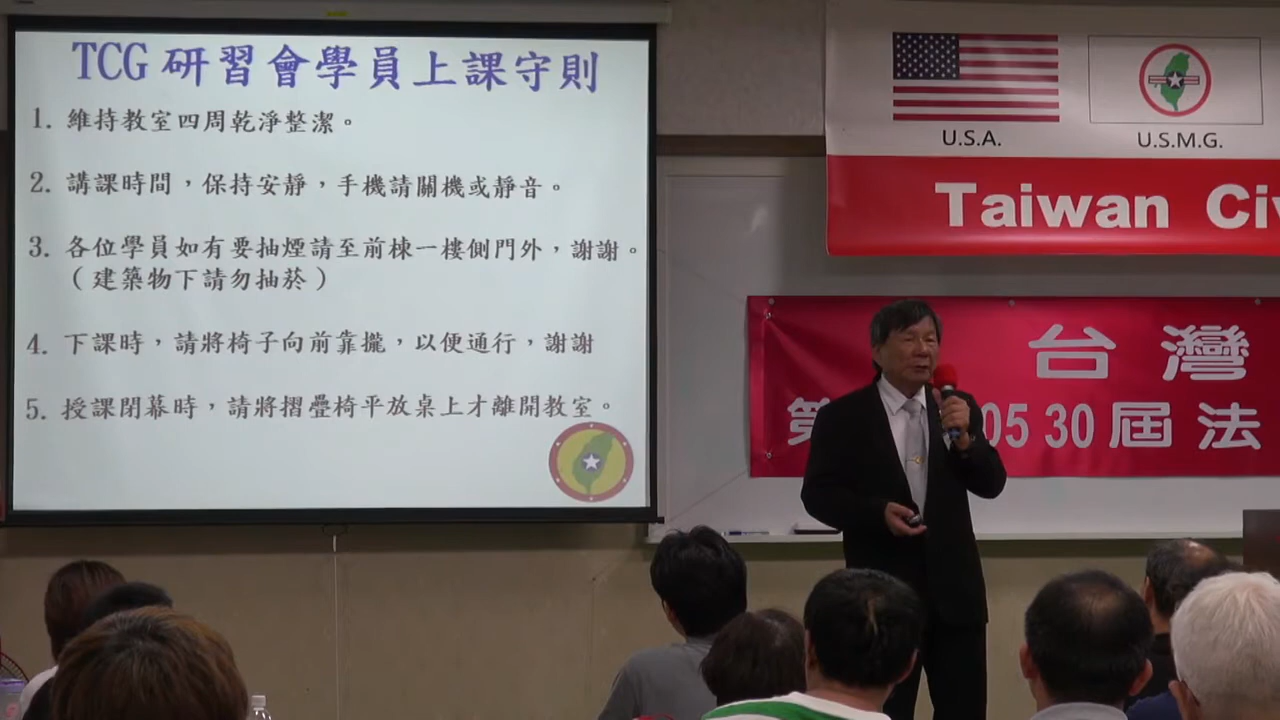 TCG 研習會學員上課守則
1. 維持教室四周乾淨整潔。
2. 講課時間，保持安靜，手機請關機或靜音。
3. 各位學員如有要抽煙請至前棟一樓側門外，謝謝。
（建築物下請勿抽菸）
4. 下課時，請將椅子向前靠攏，以便通行，謝謝
5. 授課閉幕時，請將摺疊椅平放桌上才離開教室。
U.S.A.
U.S.M.G.
Taiwan Civ
台灣
第 05 30 屆 法